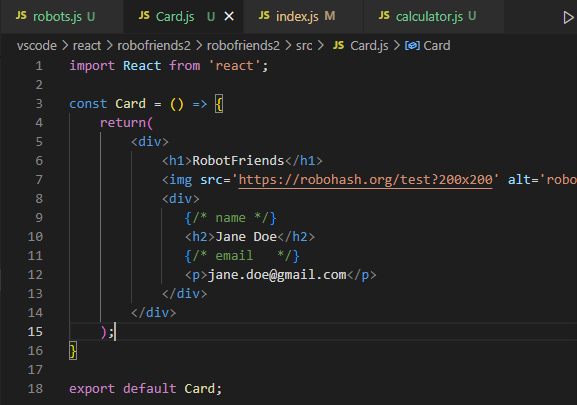 JS robots.js U JS Card.js U × JS index.js M JS calculator.js U
vscode > react > robofriends2 > robofriends2 > src > JS Card.js > Card
1 import React from 'react';
2
3 const Card = () => {
4     return(
5         <div>
6             <h1>RobotFriends</h1>
7             <img src='https://robohash.org/test?200x200' alt='robo
8             <div>
9                {/* name */}
10                <h2>Jane Doe</h2>
11                {/* email   */}
12                <p>jane.doe@gmail.com</p>
13             </div>
14         </div>
15     );
16 }
17
18 export default Card;